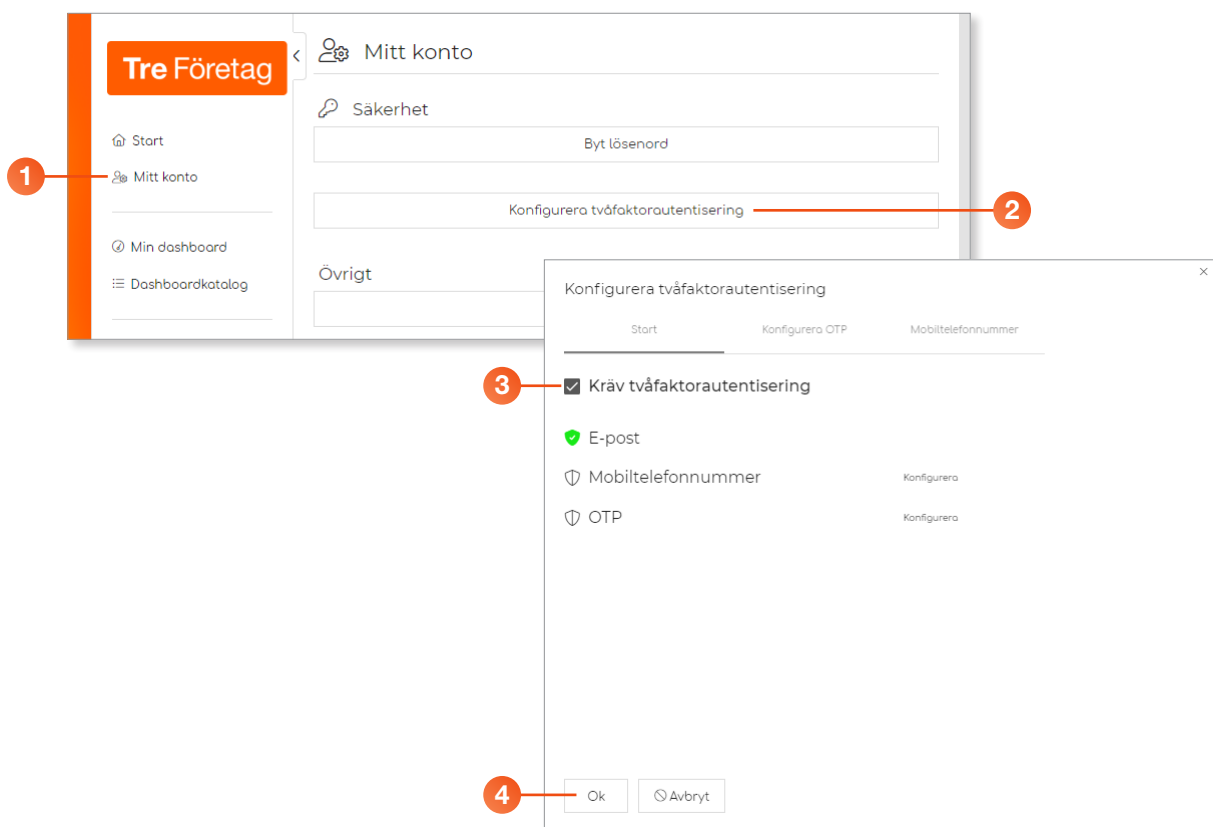 Tre Företag
Start
1
Mitt konto
Min dashboard
Dashboardkatalog
Mitt konto
Säkerhet
Byt lösenord
Konfigurera tvåfaktorautentisering
2
Övrigt
Konfigurera tvåfaktorautentisering
Start
Konfigurera OTP
Mobiltelefonnummer
3
Kräv tvåfaktorautentisering
E-post
Mobiltelefonnummer
Konfigurera
OTP
Konfigurera
4
Ok
Avbryt